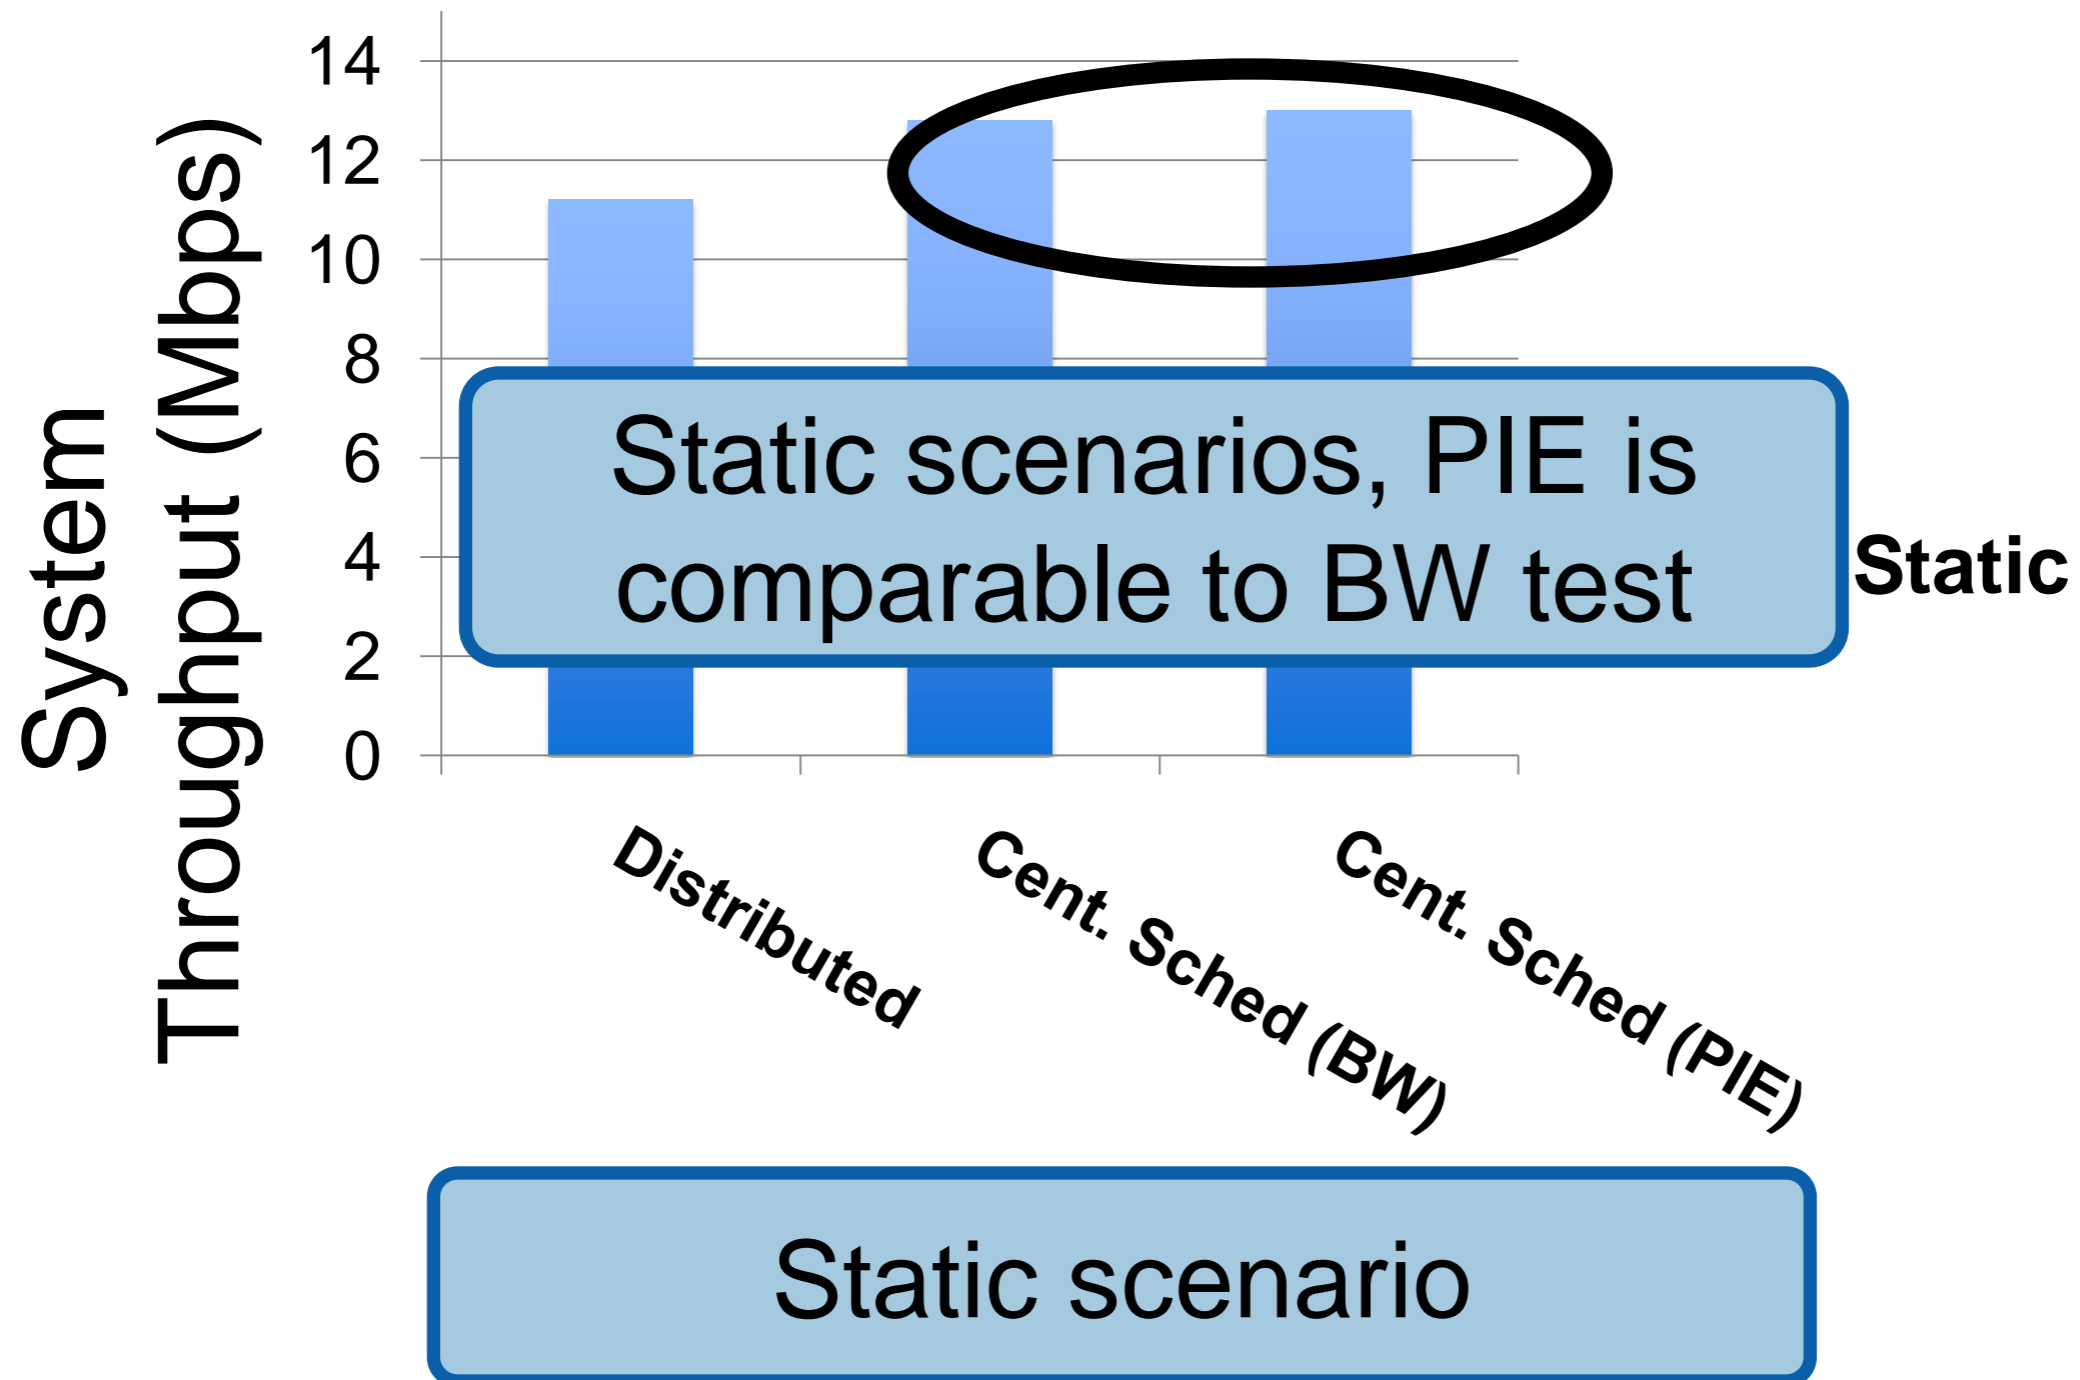 System
Throughput (Mbps)
14
12
10
8
6
4
2
0
Static scenarios, PIE is
comparable to BW test
Static
Distributed
Cent. Sched (BW)
Cent. Sched (PIE)
Static scenario